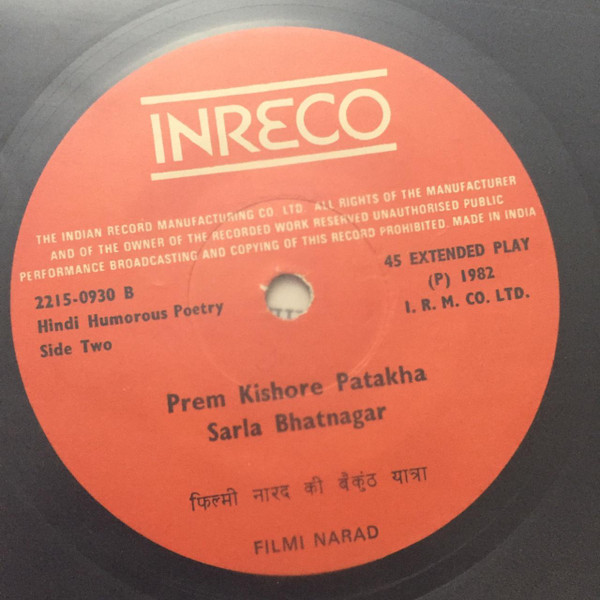 INRECO
THE INDIAN RECORD MANUFACTURING CO. LTD. ALL RIGHTS OF THE MANUFACTURER
AND OF THE OWNER OF THE RECORDED WORK RESERVED UNAUTHORISED PUBLIC
PERFORMANCE BROADCASTING AND COPYING OF THIS RECORD PROHIBITED. MADE IN INDIA
2215-0930 B
Hindi Humorous Poetry
Side Two
45 EXTENDED PLAY
(P) 1982
I. R. M. CO. LTD.
Prem Kishore Patakha
Sarla Bhatnagar
फिल्मी नारद की बैकुंठ यात्रा
FILMI NARAD